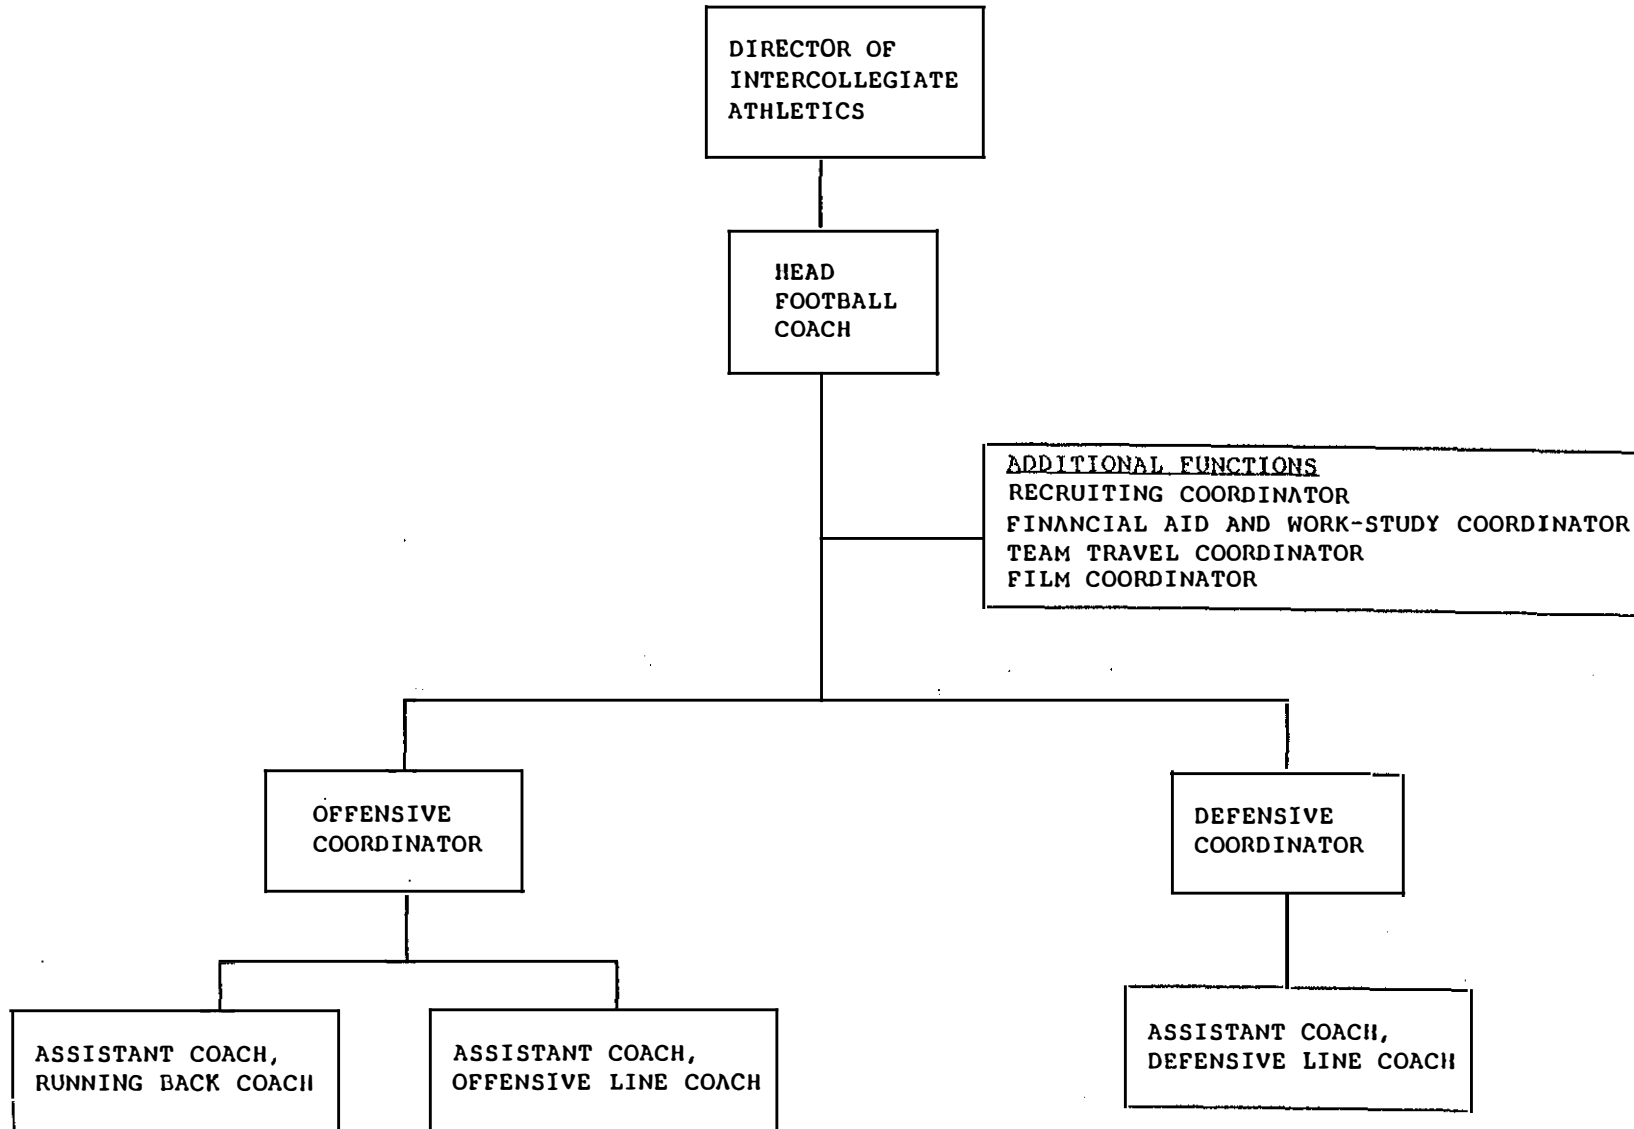 DIRECTOR OF
INTERCOLLEGIATE
ATHLETICS
HEAD
FOOTBALL
COACH
ADDITIONAL FUNCTIONS
RECRUITING COORDINATOR
FINANCIAL AID AND WORK-STUDY COORDINATOR
TEAM TRAVEL COORDINATOR
FILM COORDINATOR
OFFENSIVE
COORDINATOR
DEFENSIVE
COORDINATOR
ASSISTANT COACH,
RUNNING BACK COACH
ASSISTANT COACH,
OFFENSIVE LINE COACH
ASSISTANT COACH,
DEFENSIVE LINE COACH